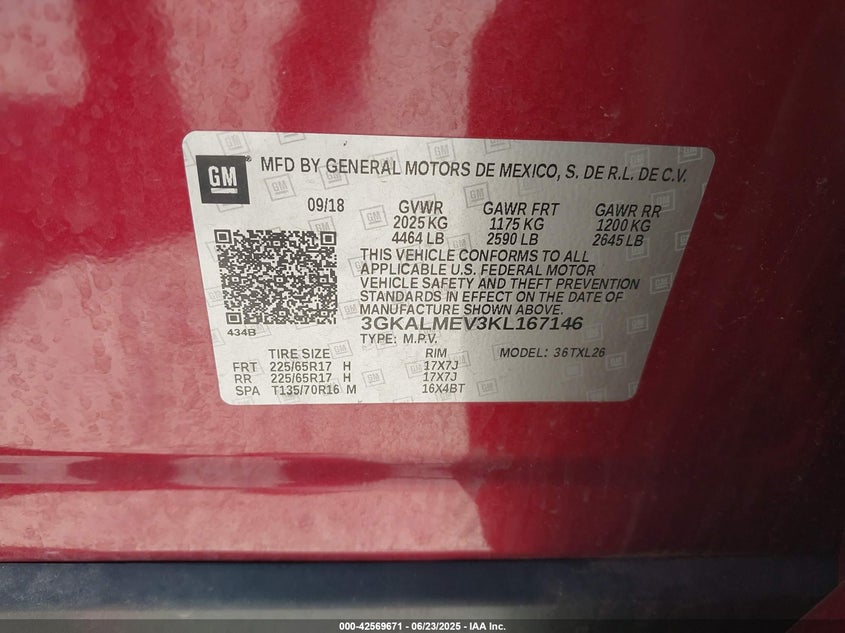 GM MFD BY GENERAL MOTORS DE MEXICO, S. DE R.L. DE C.V.
09/18 GVWR GAWR FRT GAWR RR
2025 KG 1175 KG 1200 KG
4464 LB 2590 LB 2645 LB
THIS VEHICLE CONFORMS TO ALL
APPLICABLE U.S. FEDERAL MOTOR
VEHICLE SAFETY AND THEFT PREVENTION
STANDARDS IN EFFECT ON THE DATE OF
MANUFACTURE SHOWN ABOVE.
434B
3GKALMEV3KL167146
TYPE: M.P.V. MODEL: 36TXL26
TIRE SIZE RIM
FRT 225/65R17 H 17X7J
RR 225/65R17 H 17X7J
SPA T135/70R16 M 16X4BT
000-42569671 - 06/23/2025 - IAA Inc.